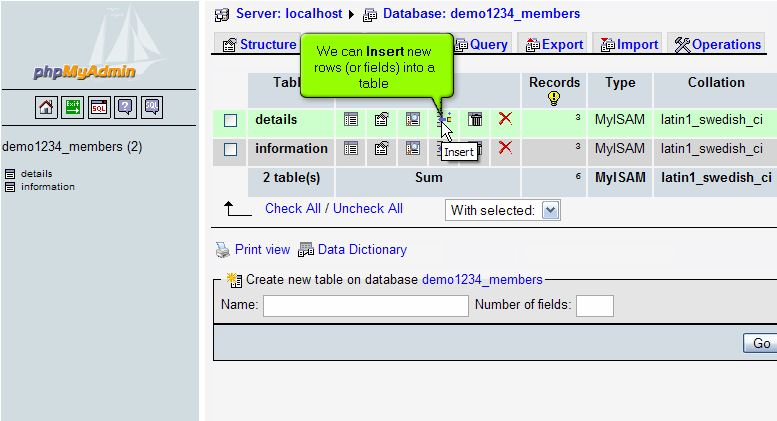 Server: localhost Database: demo1234_members
Structure Query Export Import Operations
We can Insert new
rows (or fields) into a
table
phpMyAdmin
SQL
demo1234_members (2)
details
information
Records Type Collation
details 3 MyISAM latin1_swedish_ci
information 3 MyISAM latin1_swedish_ci
Insert
2 table(s) Sum 6 MyISAM latin1_swedish_ci
Check All / Uncheck All With selected:
Print view Data Dictionary
Create new table on database demo1234_members
Name: Number of fields:
Go